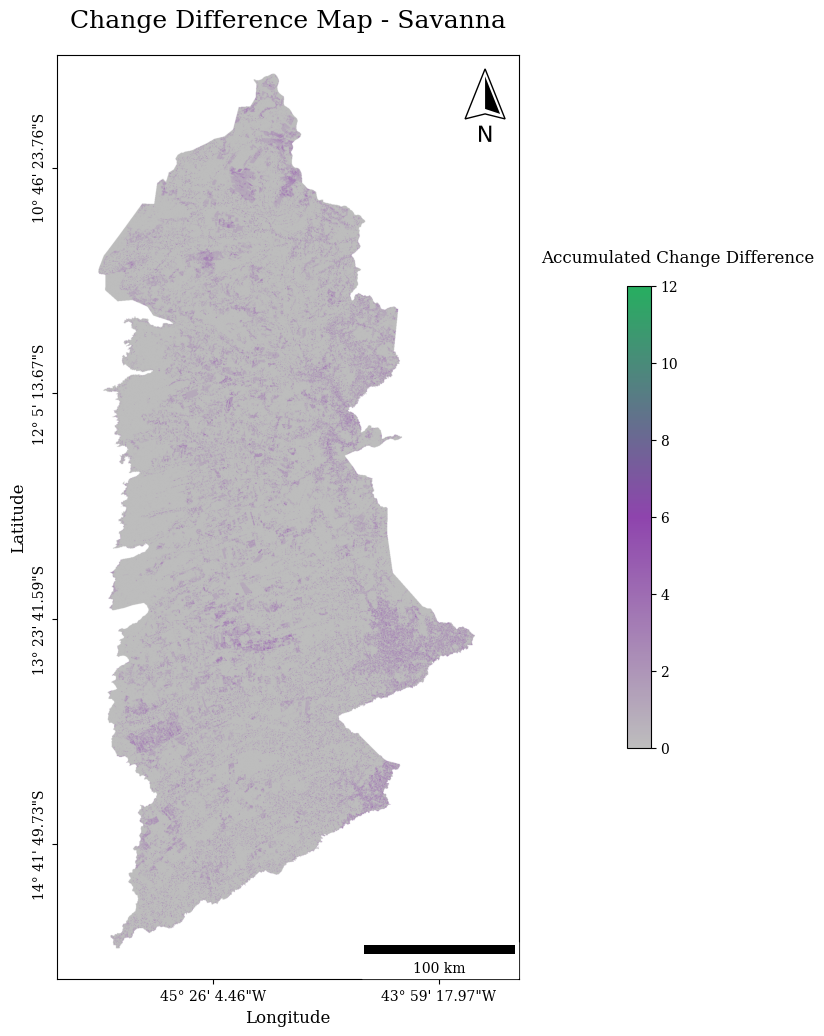 Change Difference Map - Savanna
N
10° 46' 23.76"S
12° 5' 13.67"S
13° 23' 41.59"S
14° 41' 49.73"S
Latitude
100 km
45° 26' 4.46"W
43° 59' 17.97"W
Longitude
Accumulated Change Difference
12
10
8
6
4
2
0